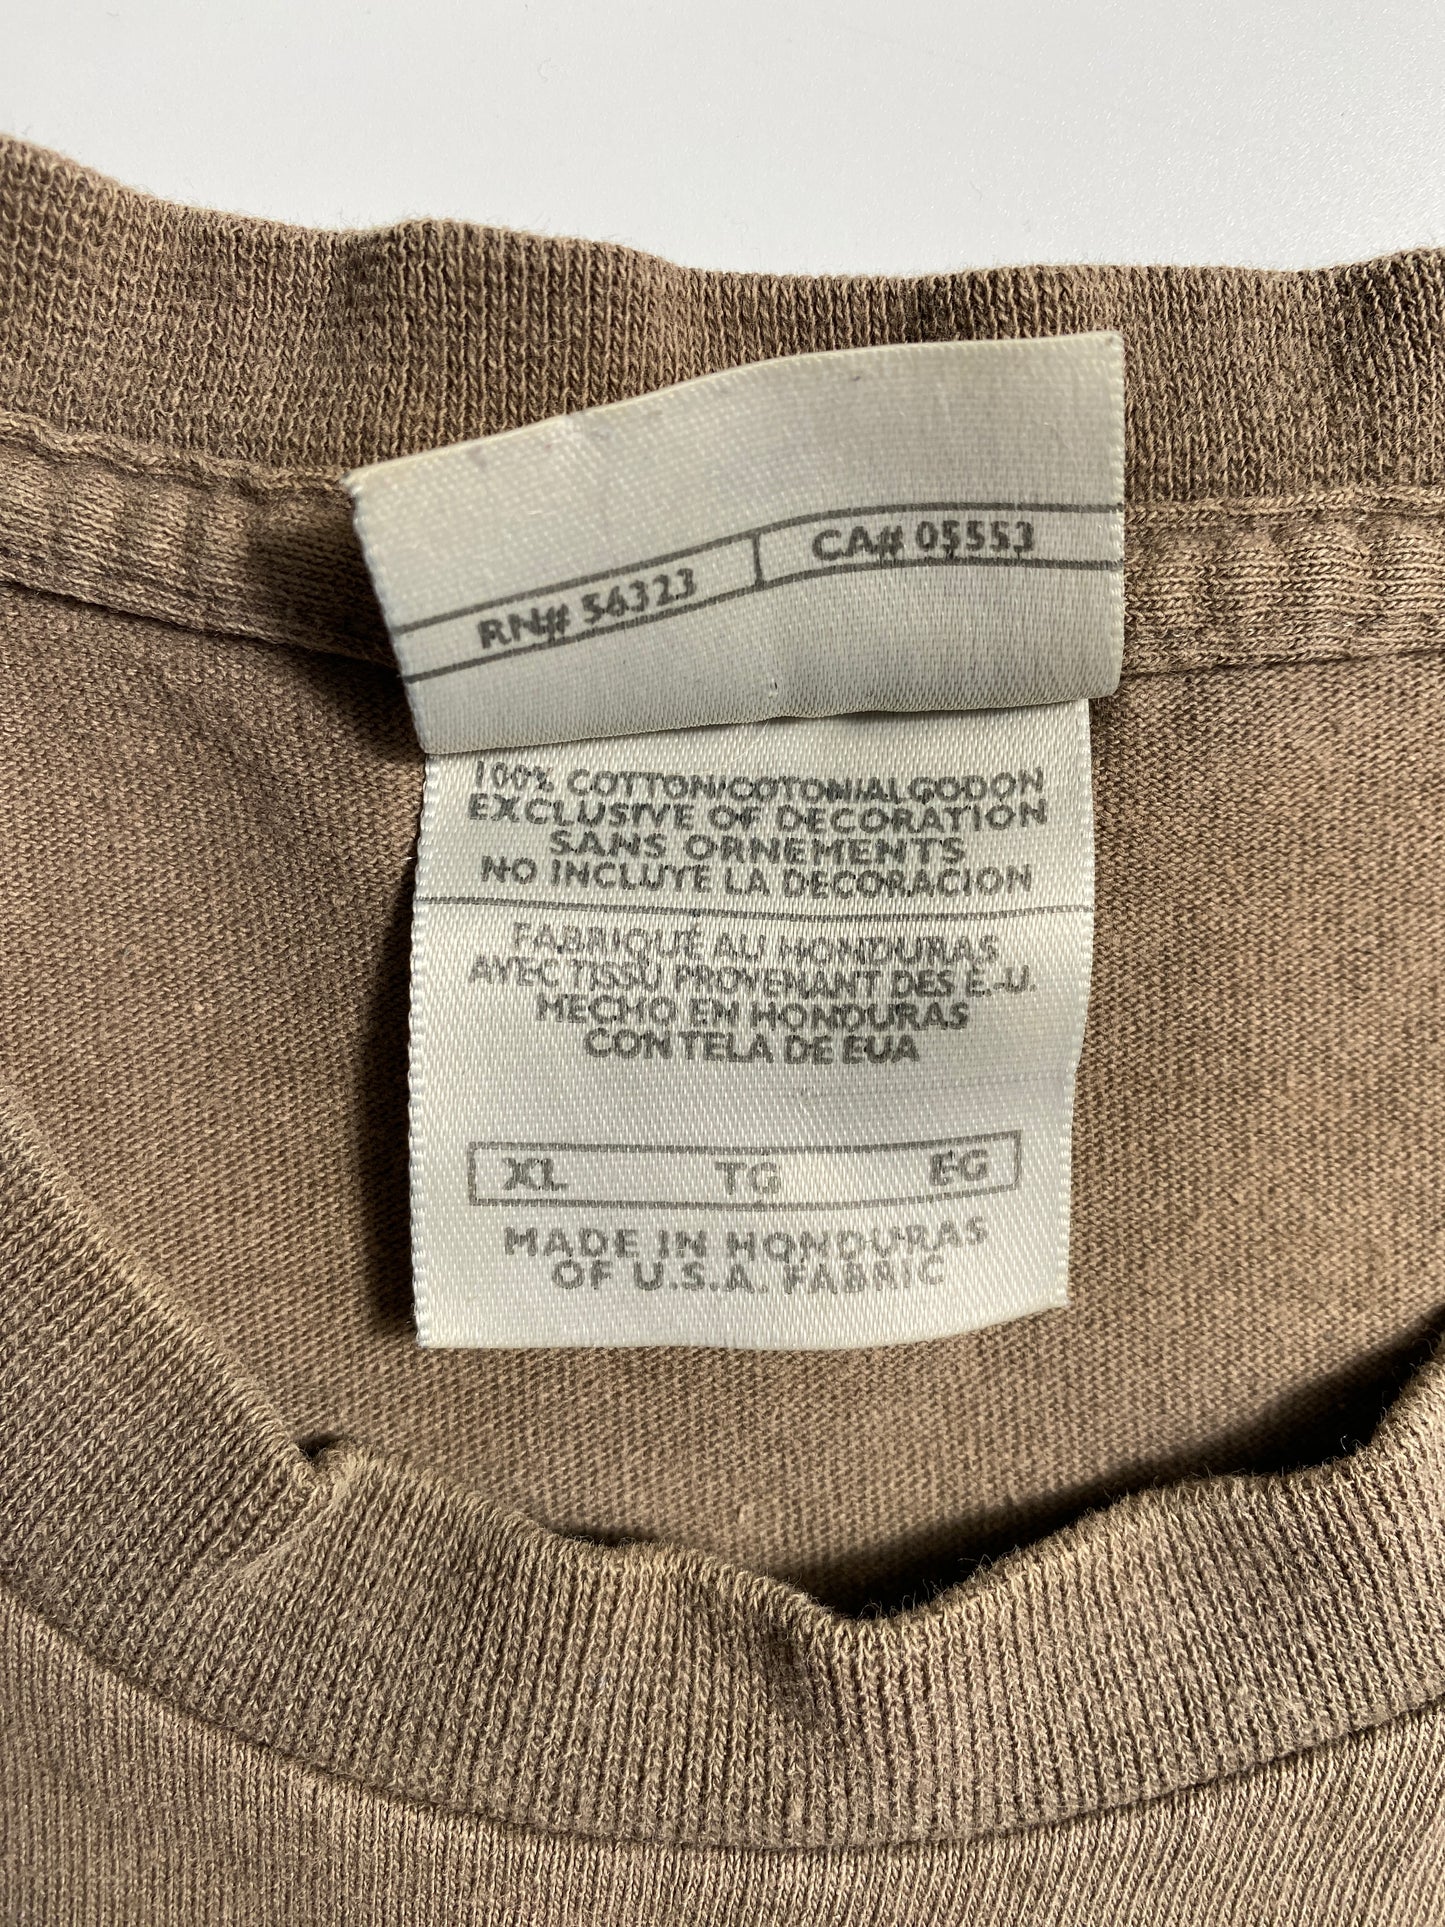 RN# 56323 CA# 05553
100% COTTON/COTON/ALGODON
EXCLUSIVE OF DECORATION
SANS ORNEMENTS
NO INCLUYE LA DECORACION
FABRIQUÉ AU HONDURAS
AVEC TISSU PROVENANT DES É.-U.
HECHO EN HONDURAS
CON TELA DE EUA
XL TG E-G
MADE IN HONDURAS
OF U.S.A. FABRIC